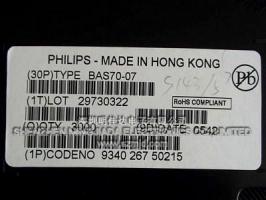 PHILIPS - MADE IN HONG KONG
(30P)TYPE BAS70-07
Pb
(1T)LOT 29730322
RoHS COMPLIANT
(Q)QTY 3000 (9D)DATE 0542
(1P)CODENO 9340 267 50215